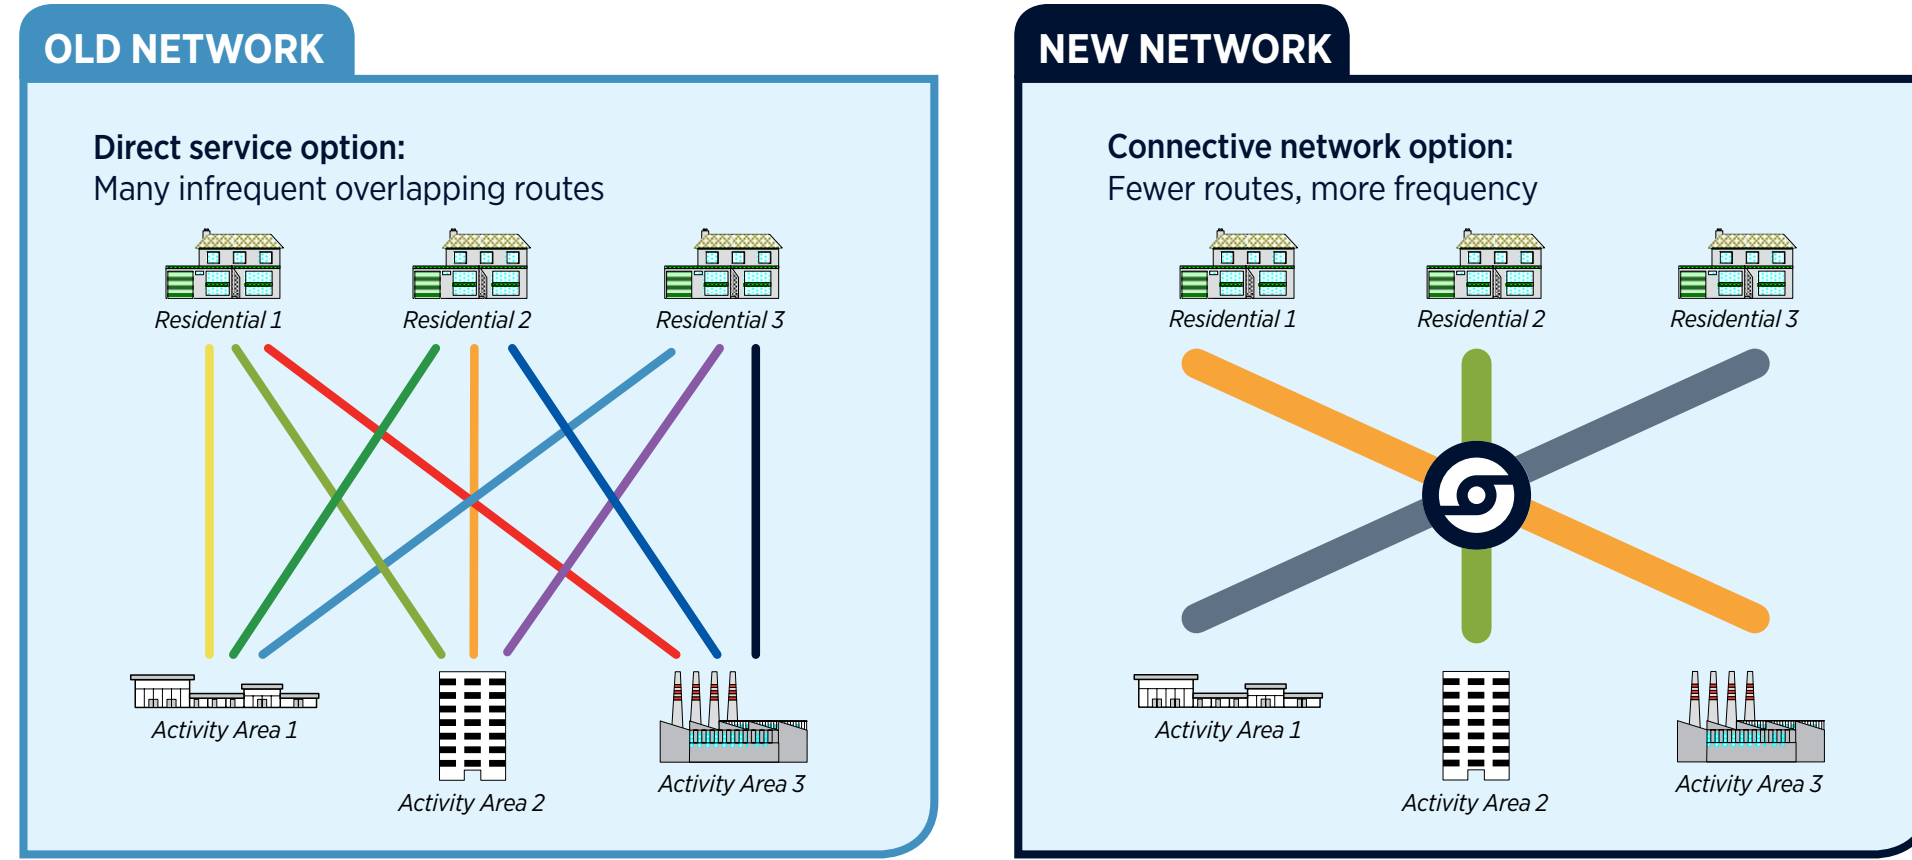 OLD NETWORK
Direct service option:
Many infrequent overlapping routes
Residential 1
Residential 2
Residential 3
Activity Area 1
Activity Area 2
Activity Area 3
NEW NETWORK
Connective network option:
Fewer routes, more frequency
Residential 1
Residential 2
Residential 3
Activity Area 1
Activity Area 2
Activity Area 3